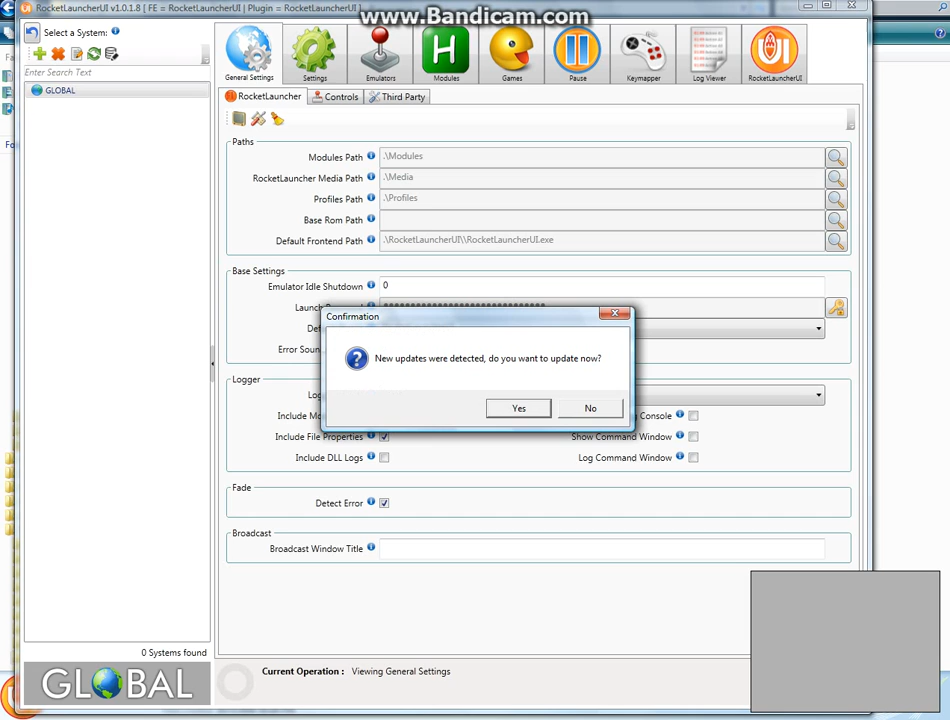 RocketLauncherUI v1.0.1.8 [ FE = RocketLauncherUI | Plugin = RocketLauncherUI ]
www.Bandicam.com
Select a System:
Enter Search Text
GLOBAL
General Settings
Settings
Emulators
H
Modules
Games
Pause
Keymapper
Log Viewer
RocketLauncherUI
RocketLauncher
Controls
Third Party
Paths
Modules Path
.\Modules
RocketLauncher Media Path
.\Media
Profiles Path
.\Profiles
Base Rom Path
Default Frontend Path
.\RocketLauncherUI\\RocketLauncherUI.exe
Base Settings
Emulator Idle Shutdown
0
Confirmation
New updates were detected, do you want to update now?
Yes
No
Error Soun
Logger
Console
Include File Properties
Show Command Window
Include DLL Logs
Log Command Window
Fade
Detect Error
Broadcast
Broadcast Window Title
0 Systems found
GLOBAL
Current Operation : Viewing General Settings